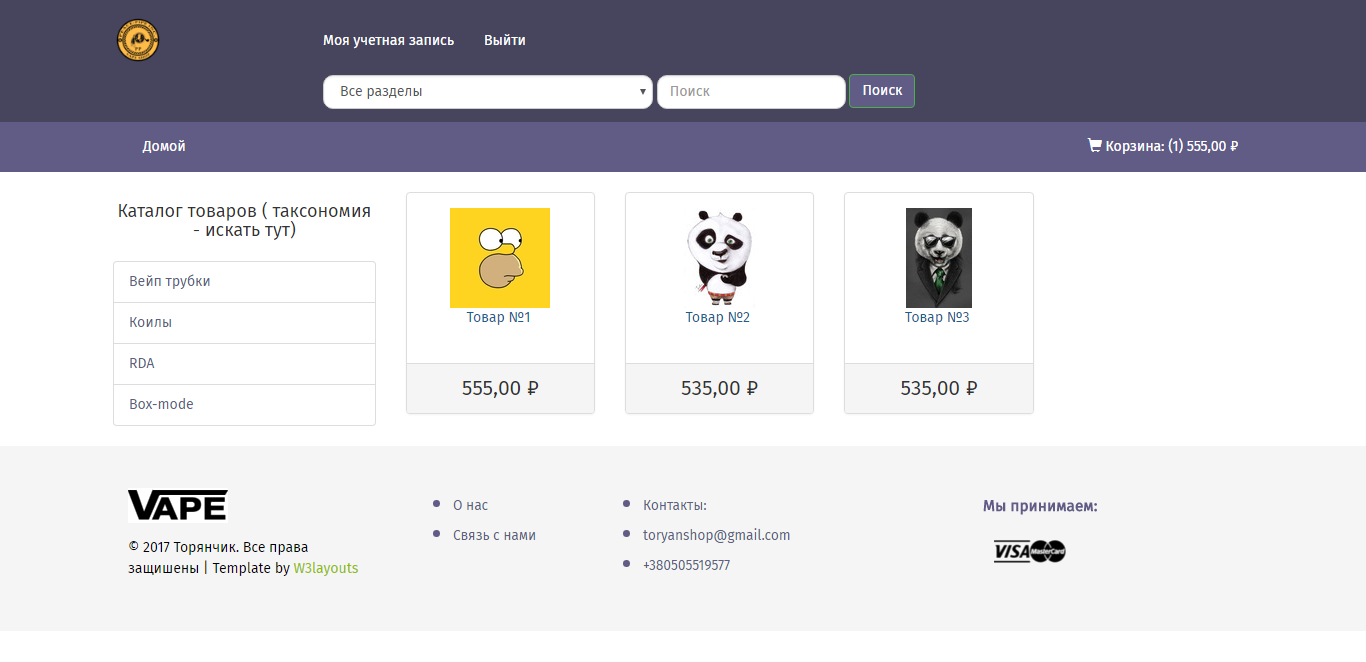 Моя учетная запись Выйти
Все разделы Поиск Поиск
Домой Корзина: (1) 555,00 ₽
Каталог товаров ( таксономия
- искать тут)
Вейп трубки
Коилы
RDA
Box-mode
Товар №1
555,00 ₽
Товар №2
535,00 ₽
Товар №3
535,00 ₽
VAPE
© 2017 Торянчик. Все права
защишены | Template by W3layouts
О нас
Связь с нами
Контакты:
toryanshop@gmail.com
+380505519577
Мы принимаем:
VISA MasterCard